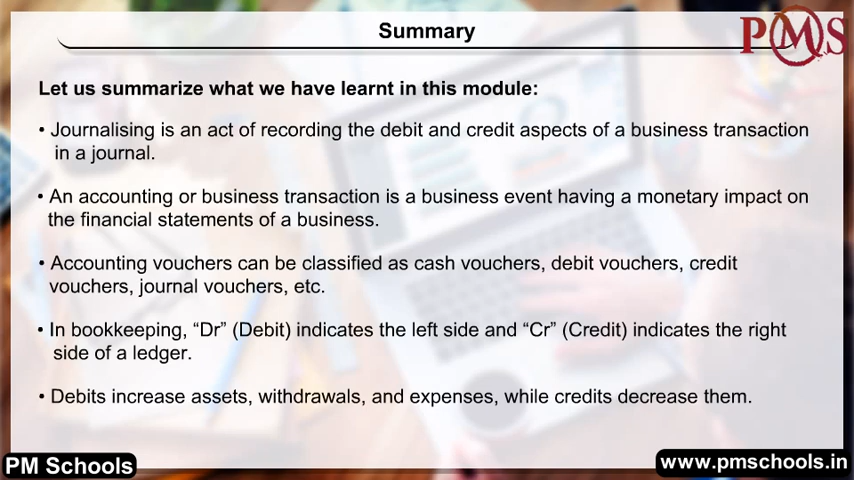 Summary
PMS
Let us summarize what we have learnt in this module:
• Journalising is an act of recording the debit and credit aspects of a business transaction
in a journal.
• An accounting or business transaction is a business event having a monetary impact on
the financial statements of a business.
• Accounting vouchers can be classified as cash vouchers, debit vouchers, credit
vouchers, journal vouchers, etc.
• In bookkeeping, “Dr” (Debit) indicates the left side and “Cr” (Credit) indicates the right
side of a ledger.
• Debits increase assets, withdrawals, and expenses, while credits decrease them.
PM Schools
www.pmschools.in